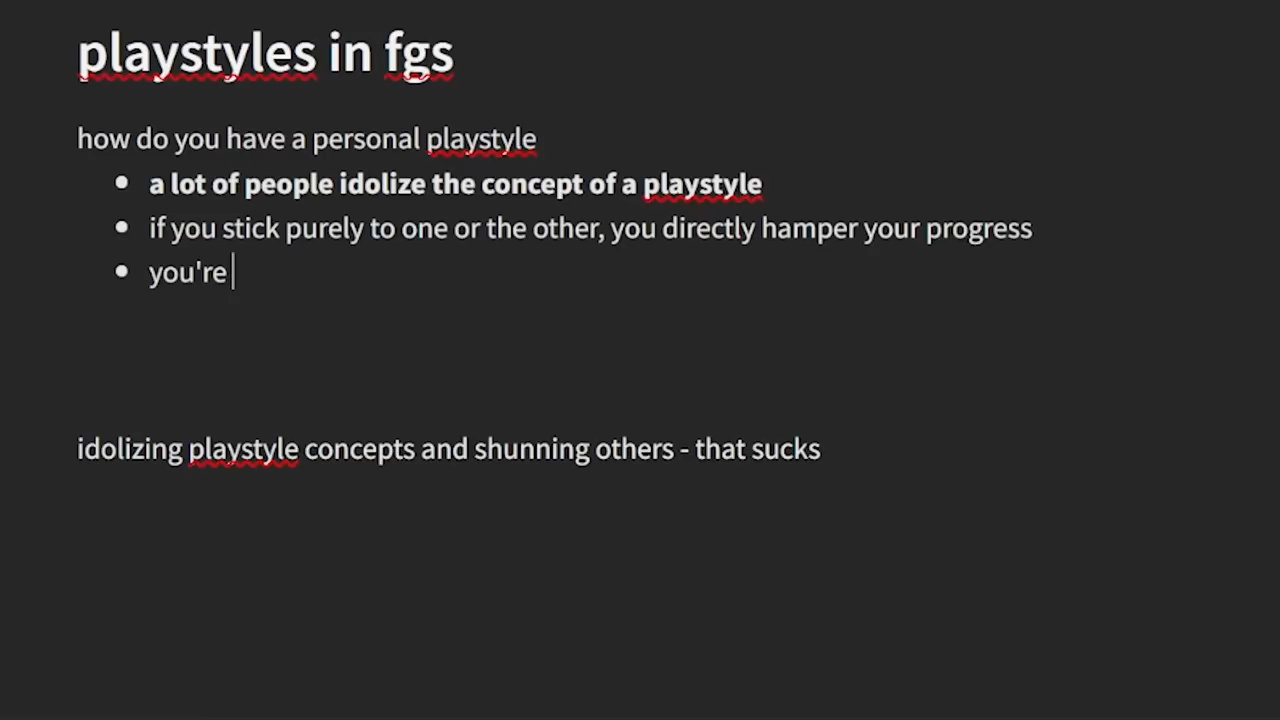 playstyles in fgs
how do you have a personal playstyle
• a lot of people idolize the concept of a playstyle
• if you stick purely to one or the other, you directly hamper your progress
• you're
idolizing playstyle concepts and shunning others - that sucks